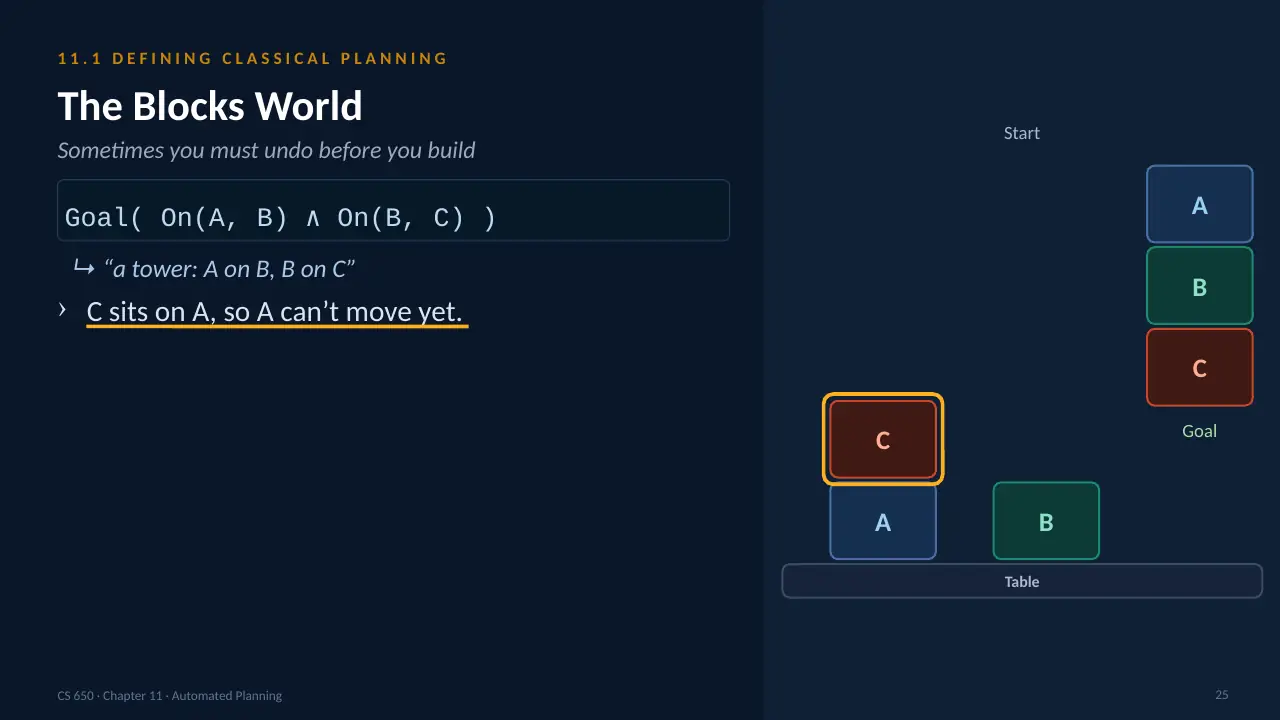 11.1 DEFINING CLASSICAL PLANNING
The Blocks World
Sometimes you must undo before you build
Goal( On(A, B) ∧ On(B, C) )
↪ “a tower: A on B, B on C”
› C sits on A, so A can’t move yet.
Start
A
B
C
Goal
C
A
B
Table
CS 650 · Chapter 11 · Automated Planning
25